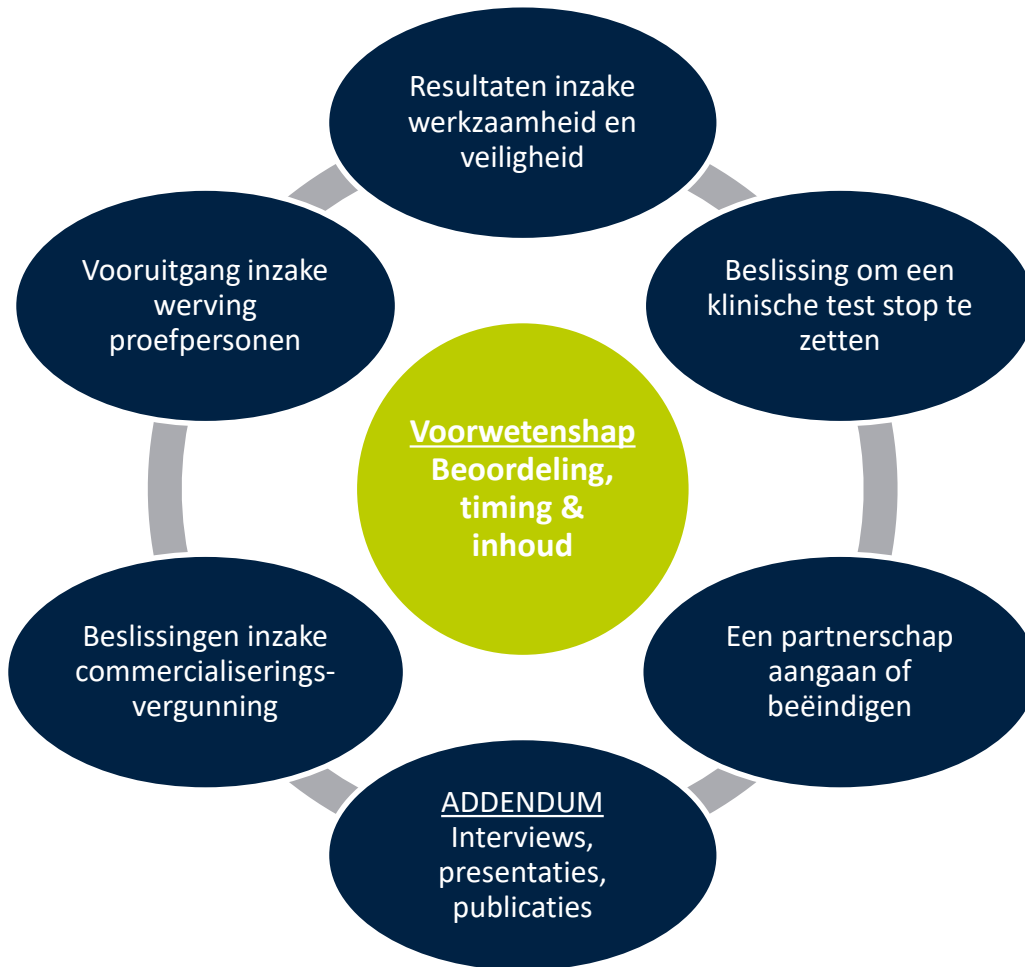 Resultaten inzake
werkzaamheid en
veiligheid
Beslissing om een
klinische test stop te
zetten
Een partnerschap
aangaan of
beëindigen
ADDENDUM
Interviews,
presentaties,
publicaties
Beslissingen inzake
commercialiserings-
vergunning
Vooruitgang inzake
werving
proefpersonen
Voorwetenshap
Beoordeling,
timing &
inhoud